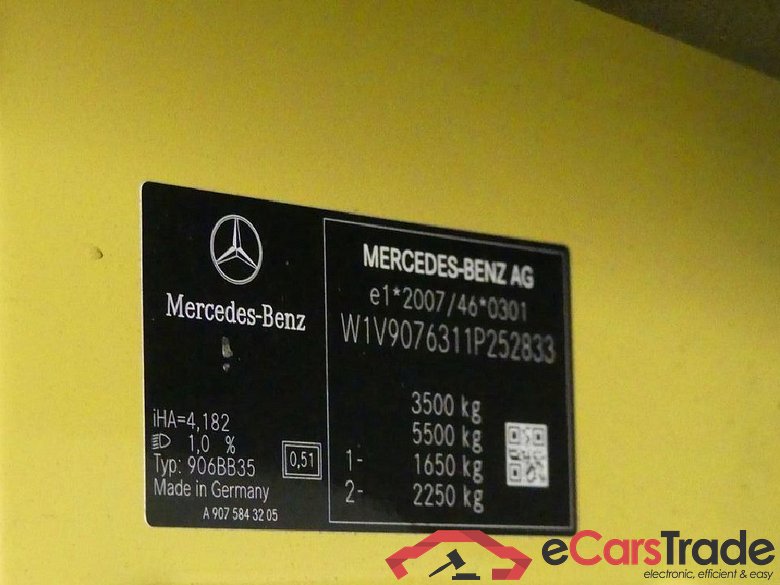 Mercedes-Benz
iHA=4,182
1,0 %
Typ: 906BB35
Made in Germany
0,51
A 907 584 32 05
MERCEDES-BENZ AG
e1*2007/46*0301
W1V9076311P252833
3500 kg
5500 kg
1- 1650 kg
2- 2250 kg
eCarsTrade
electronic, efficient & easy